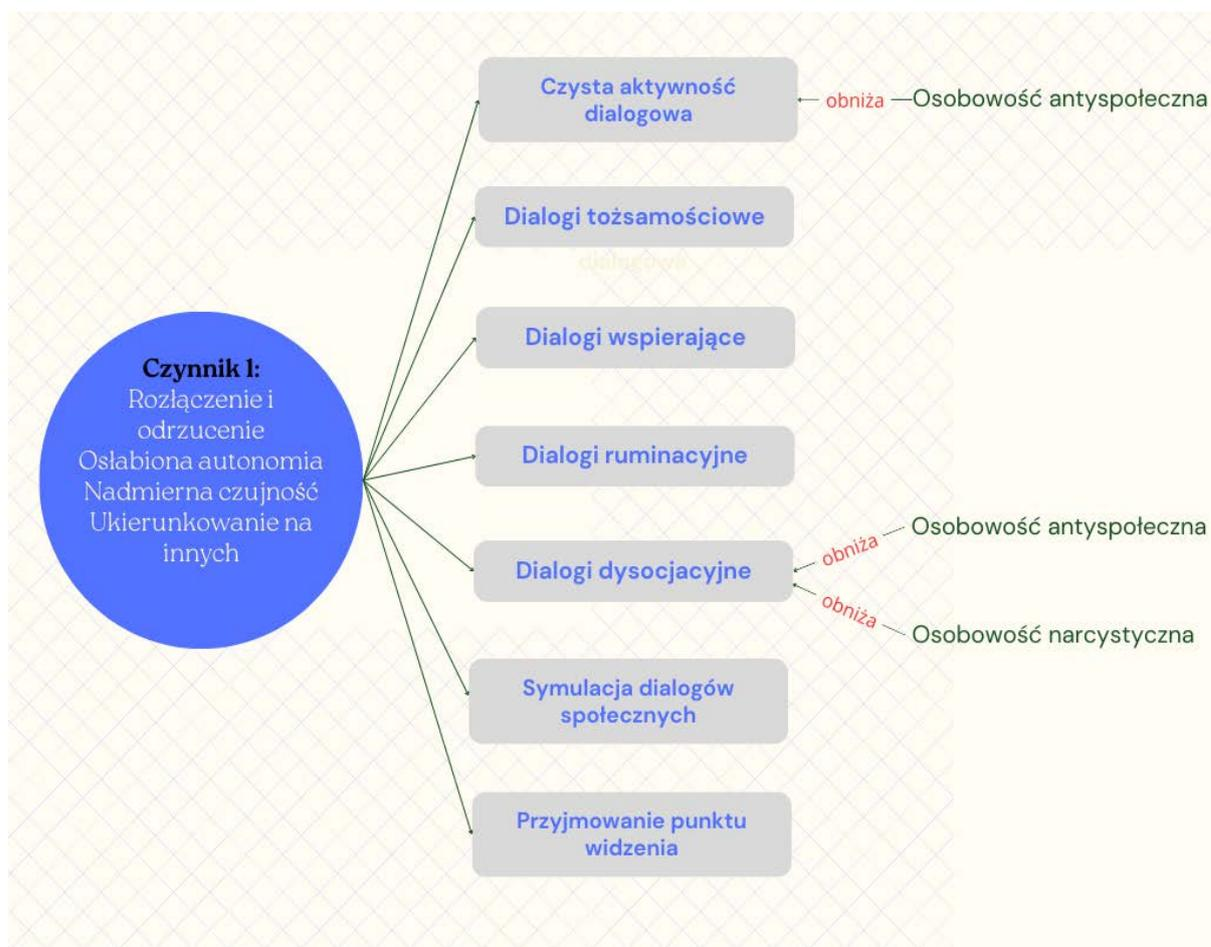 Czysta aktywność
dialogowa
obniża
Osobowość antyspołeczna
Dialogi tożsamościowe
dialogowa
Dialogi wspierające
Czynnik 1:
Rozłączenie i
odrzucenie
Osłabiona autonomia
Nadmierna czujność
Ukierunkowanie na
innych
Dialogi ruminacyjne
Dialogi dysocjacyjne
obniża
Osobowość antyspołeczna
obniża
Osobowość narcystyczna
Symulacja dialogów
społecznych
Przyjmowanie punktu
widzenia